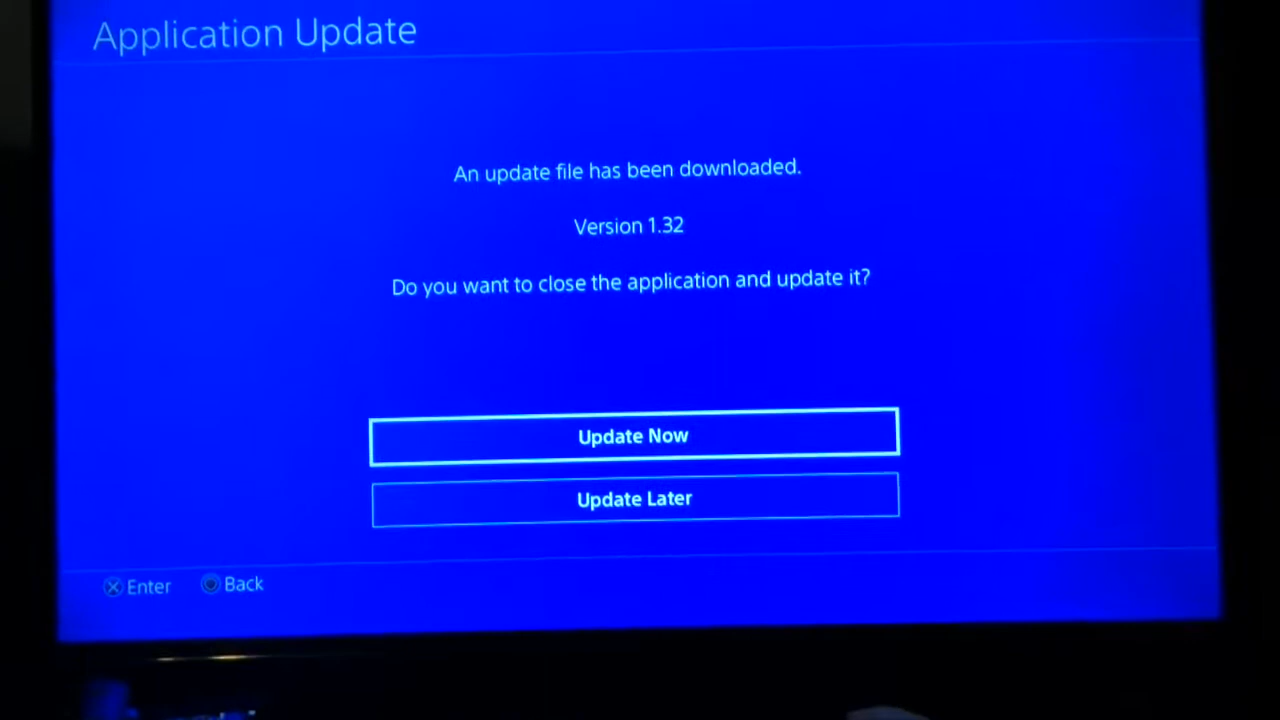 Application Update
An update file has been downloaded.
Version 1.32
Do you want to close the application and update it?
Update Now
Update Later
Enter Back